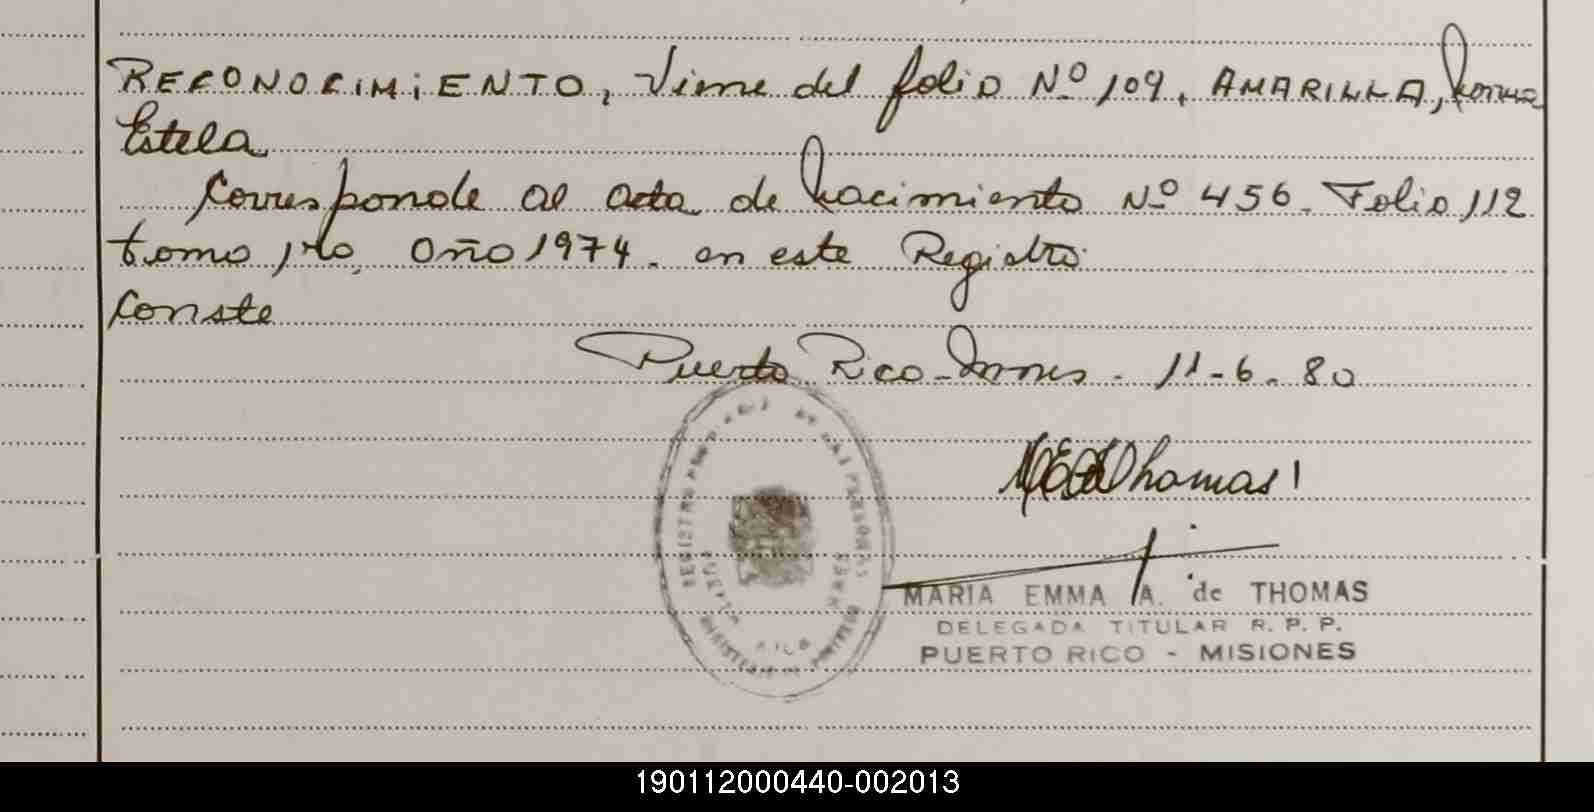 RECONOCIMIENTO, Viene del folio Nº 109. AMARILLA, Norma
Estela
Corresponde al acta de Nacimiento Nº 456. Folio 112
tomo 1ro, Año 1974. en este Registro
Conste
Puerto Rico - Mnes. 11-6.80
Thomas
MARIA EMMA A. de THOMAS
DELEGADA TITULAR R. P. P.
PUERTO RICO - MISIONES
PUERTO RICO
190112000440-002013